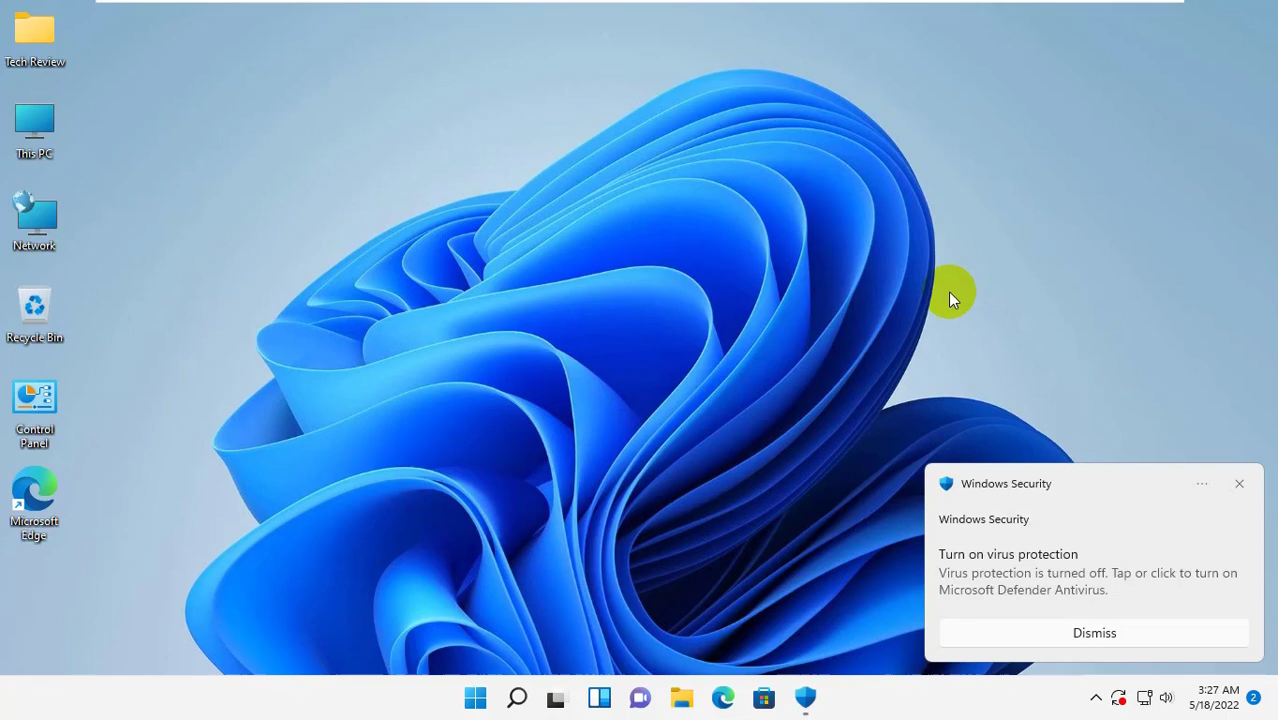 Tech Review
This PC
Network
Recycle Bin
Control
Panel
Microsoft
Edge
Windows Security
Windows Security
Turn on virus protection
Virus protection is turned off. Tap or click to turn on
Microsoft Defender Antivirus.
Dismiss
3:27 AM
5/18/2022
2